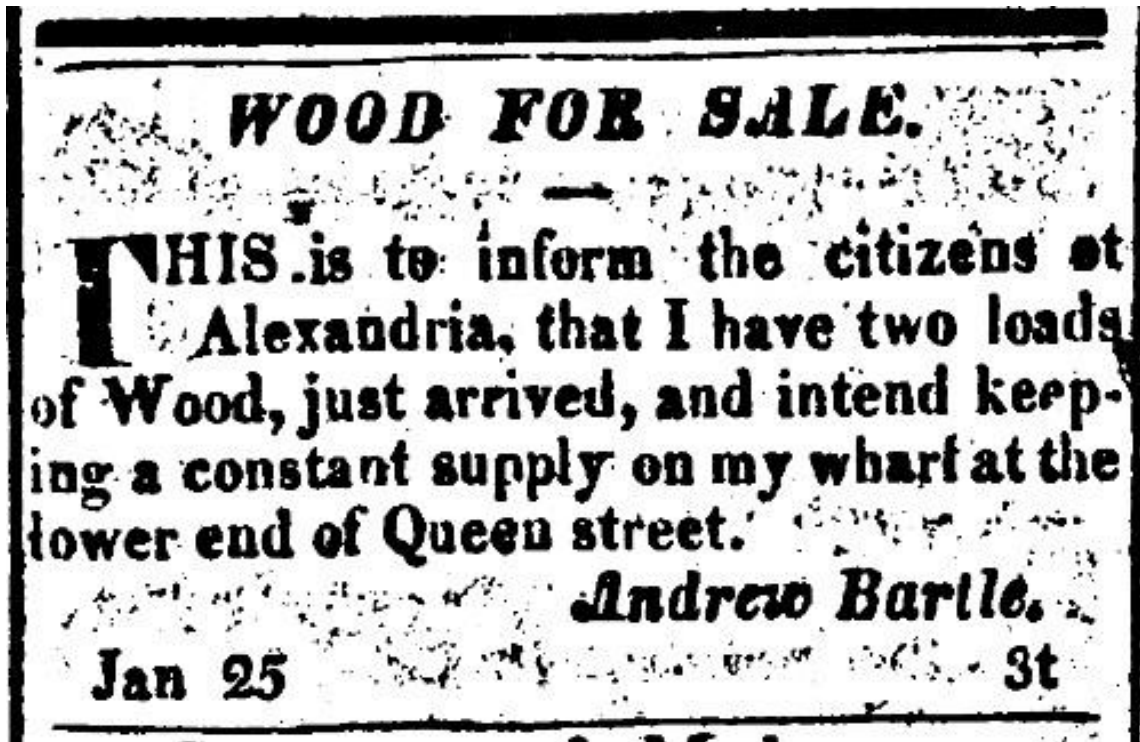 WOOD FOR SALE.
THIS is to inform the citizens of
Alexandria, that I have two loads
of Wood, just arrived, and intend keep-
ing a constant supply on my wharf at the
lower end of Queen street.
Andrew Bartle.
Jan 25 3t